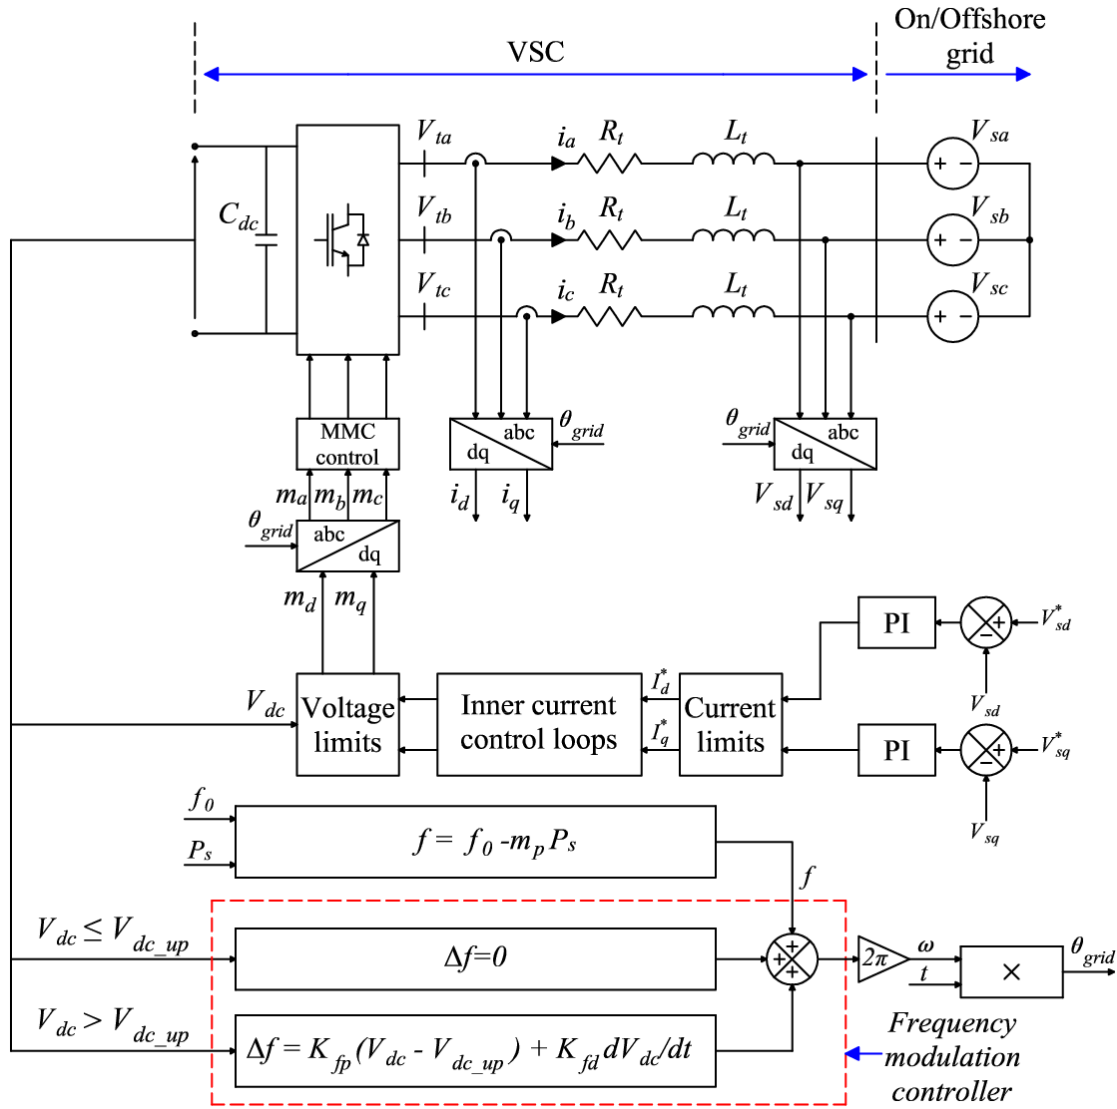 VSC
On/Offshore
grid
V_ta
i_a
R_t
L_t
V_sa
+ -
C_dc
V_tb
i_b
R_t
L_t
V_sb
+ -
V_tc
i_c
R_t
L_t
V_sc
+ -
MMC
control
abc
dq
θ_grid
θ_grid
abc
dq
m_a m_b m_c
i_d i_q
V_sd V_sq
θ_grid
abc
dq
m_d m_q
PI
+
-
V*_sd
V_sd
V_dc
Voltage
limits
Inner current
control loops
I*_d
I*_q
Current
limits
PI
+
-
V*_sq
V_sq
f_0
P_s
f = f_0 -m_p P_s
f
V_dc ≤ V_dc_up
Δf=0
+
+
+
2π
ω
t
×
θ_grid
V_dc > V_dc_up
Δf = K_fp (V_dc - V_dc_up ) + K_fd dV_dc/dt
Frequency
modulation
controller